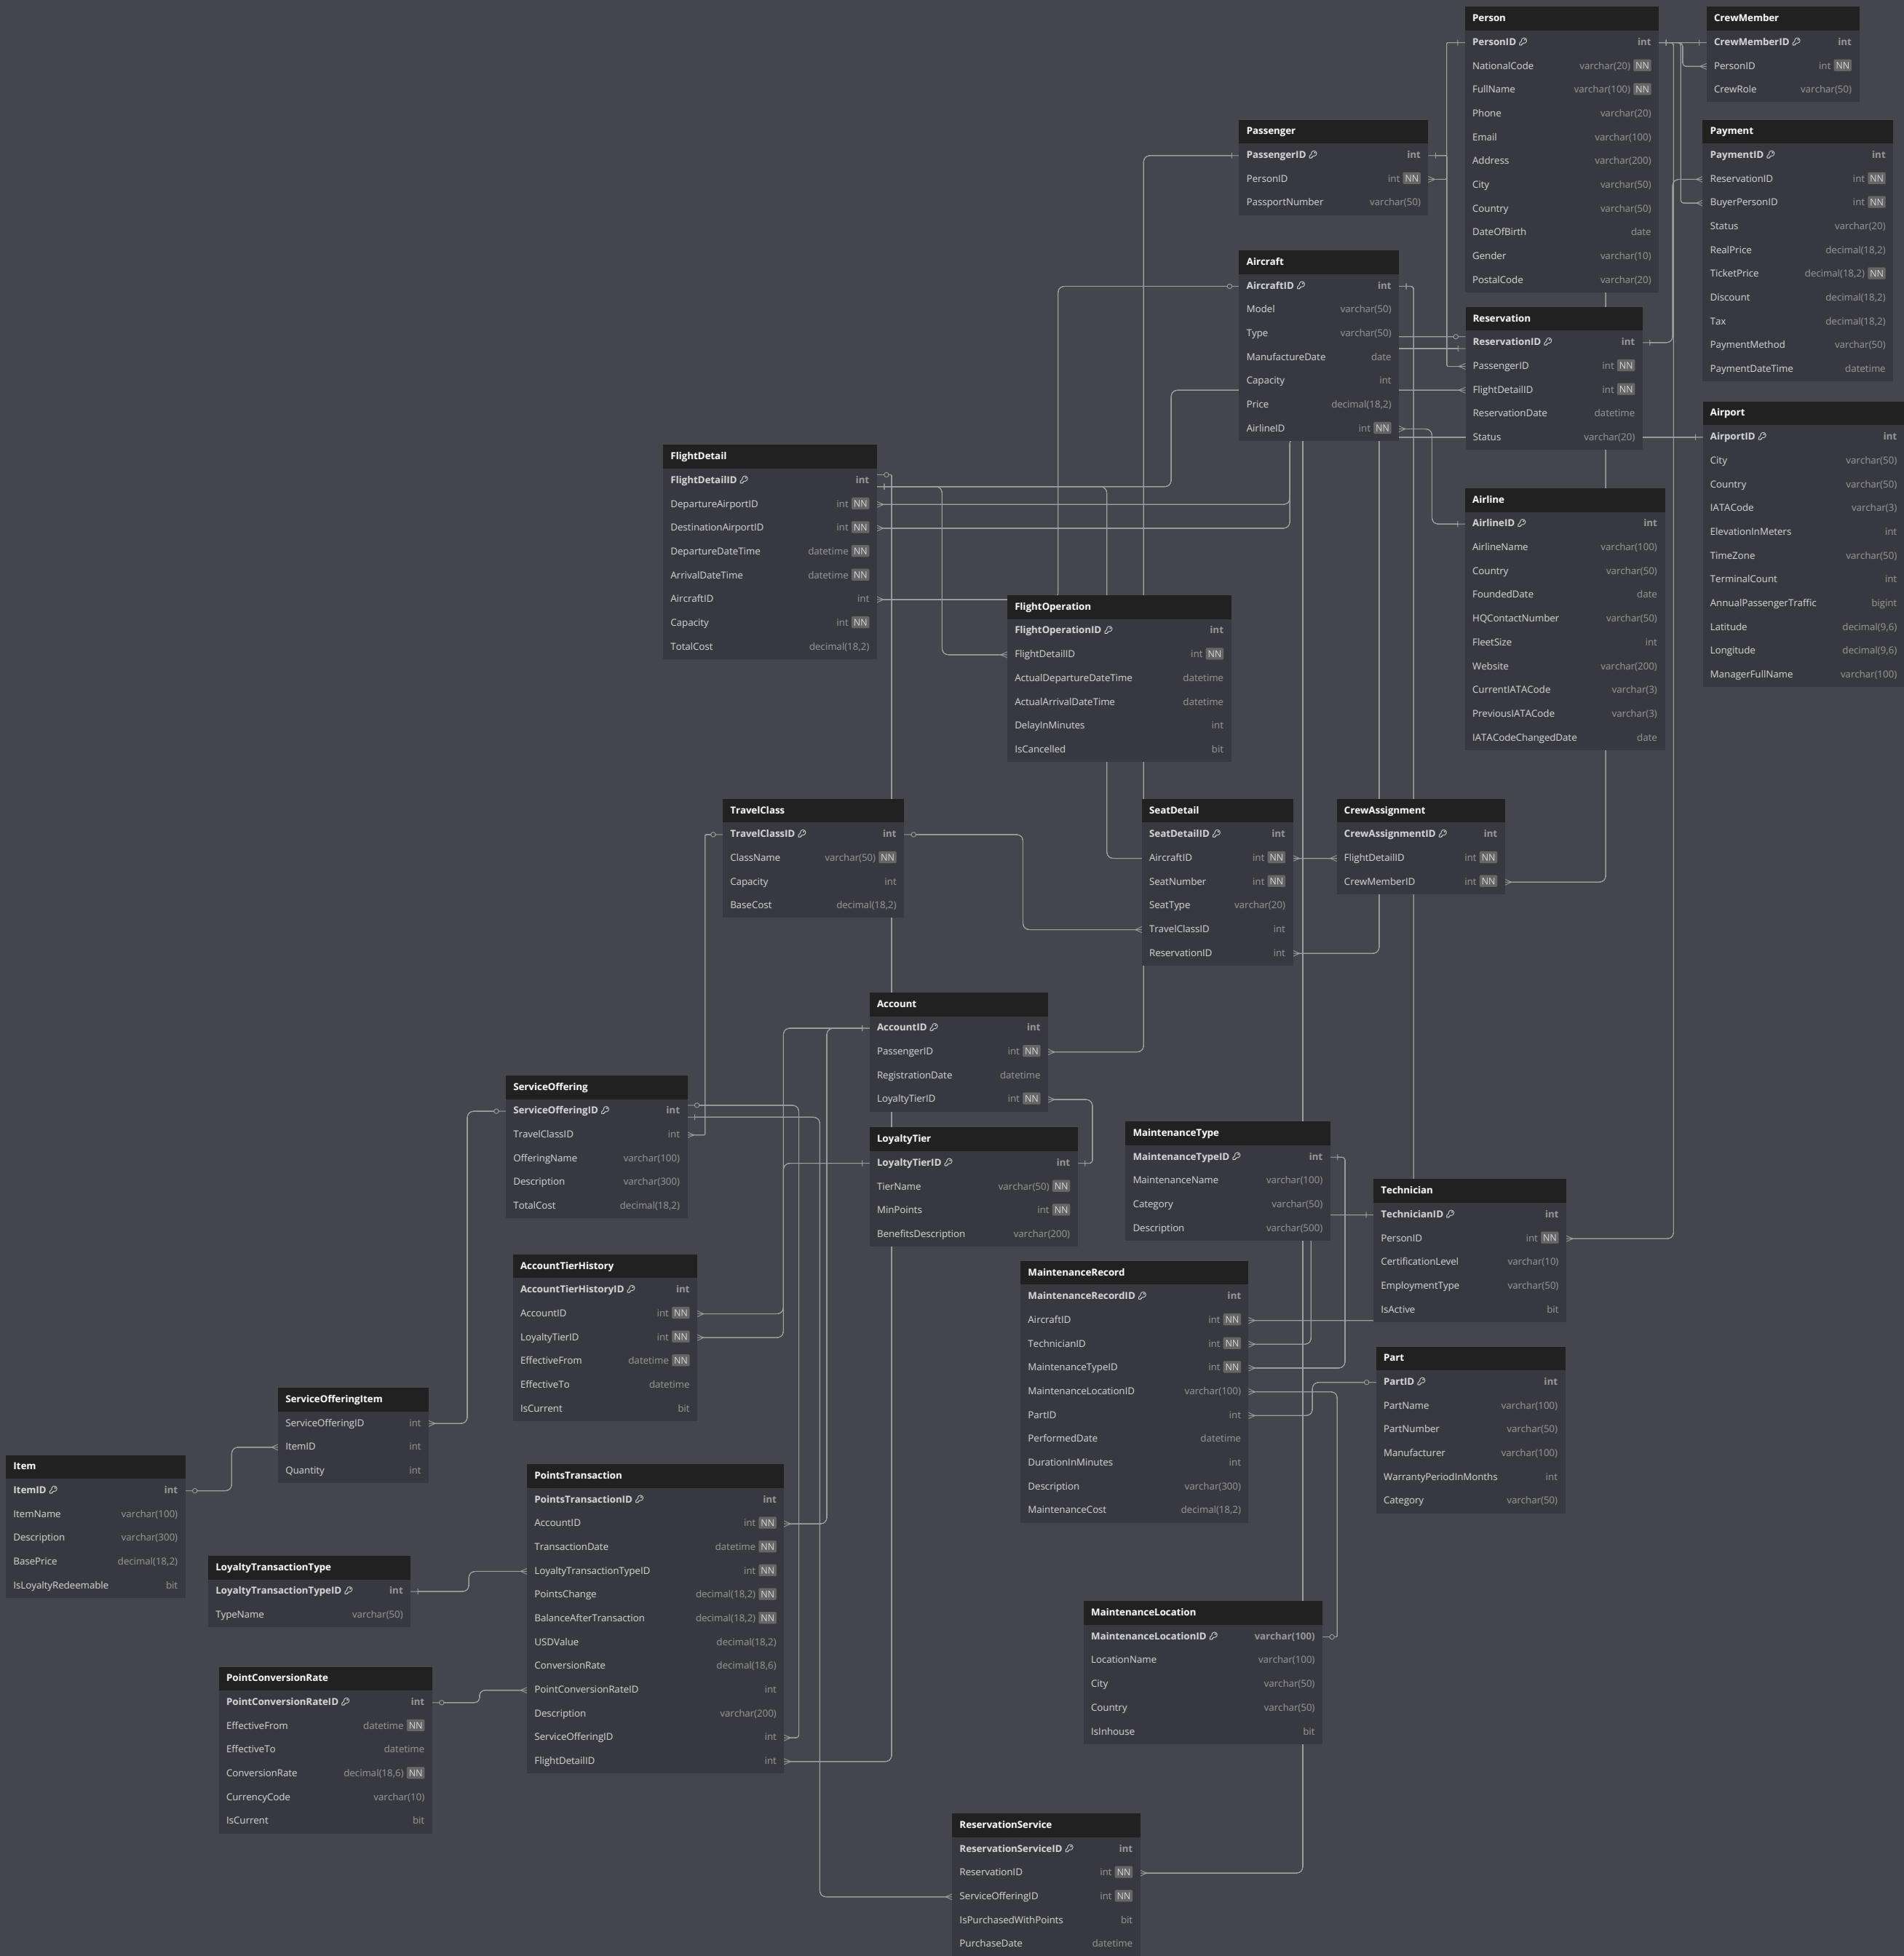 Person
PersonID int
NationalCode varchar(20) NN
FullName varchar(100) NN
Phone varchar(20)
Email varchar(100)
Address varchar(200)
City varchar(50)
Country varchar(50)
DateOfBirth date
Gender varchar(10)
PostalCode varchar(20)
CrewMember
CrewMemberID int
PersonID int NN
CrewRole varchar(50)
Passenger
PassengerID int
PersonID int NN
PassportNumber varchar(50)
Payment
PaymentID int
ReservationID int NN
BuyerPersonID int NN
Status varchar(20)
RealPrice decimal(18,2)
TicketPrice decimal(18,2) NN
Discount decimal(18,2)
Tax decimal(18,2)
PaymentMethod varchar(50)
PaymentDateTime datetime
Aircraft
AircraftID int
Model varchar(50)
Type varchar(50)
ManufactureDate date
Capacity int
Price decimal(18,2)
AirlineID int NN
Reservation
ReservationID int
PassengerID int NN
FlightDetailID int NN
ReservationDate datetime
Status varchar(20)
Airport
AirportID int
City varchar(50)
Country varchar(50)
IATACode varchar(3)
ElevationInMeters int
TimeZone varchar(50)
TerminalCount int
AnnualPassengerTraffic bigint
Latitude decimal(9,6)
Longitude decimal(9,6)
ManagerFullName varchar(100)
FlightDetail
FlightDetailID int
DepartureAirportID int NN
DestinationAirportID int NN
DepartureDateTime datetime NN
ArrivalDateTime datetime NN
AircraftID int
Capacity int NN
TotalCost decimal(18,2)
Airline
AirlineID int
AirlineName varchar(100)
Country varchar(50)
FoundedDate date
HQContactNumber varchar(50)
FleetSize int
Website varchar(200)
CurrentIATACode varchar(3)
PreviousIATACode varchar(3)
IATACodeChangedDate date
FlightOperation
FlightOperationID int
FlightDetailID int NN
ActualDepartureDateTime datetime
ActualArrivalDateTime datetime
DelayInMinutes int
IsCancelled bit
TravelClass
TravelClassID int
ClassName varchar(50) NN
Capacity int
BaseCost decimal(18,2)
SeatDetail
SeatDetailID int
AircraftID int NN
SeatNumber int NN
SeatType varchar(20)
TravelClassID int
ReservationID int
CrewAssignment
CrewAssignmentID int
FlightDetailID int NN
CrewMemberID int NN
Account
AccountID int
PassengerID int NN
RegistrationDate datetime
LoyaltyTierID int NN
ServiceOffering
ServiceOfferingID int
TravelClassID int
OfferingName varchar(100)
Description varchar(300)
TotalCost decimal(18,2)
LoyaltyTier
LoyaltyTierID int
TierName varchar(50) NN
MinPoints int NN
BenefitsDescription varchar(200)
MaintenanceType
MaintenanceTypeID int
MaintenanceName varchar(100)
Category varchar(50)
Description varchar(500)
Technician
TechnicianID int
PersonID int NN
CertificationLevel varchar(10)
EmploymentType varchar(50)
IsActive bit
AccountTierHistory
AccountTierHistoryID int
AccountID int NN
LoyaltyTierID int NN
EffectiveFrom datetime NN
EffectiveTo datetime
IsCurrent bit
MaintenanceRecord
MaintenanceRecordID int
AircraftID int NN
TechnicianID int NN
MaintenanceTypeID int NN
MaintenanceLocationID varchar(100)
PartID int
PerformedDate datetime
DurationInMinutes int
Description varchar(300)
MaintenanceCost decimal(18,2)
Part
PartID int
PartName varchar(100)
PartNumber varchar(50)
Manufacturer varchar(100)
WarrantyPeriodInMonths int
Category varchar(50)
ServiceOfferingItem
ServiceOfferingID int
ItemID int
Quantity int
Item
ItemID int
ItemName varchar(100)
Description varchar(300)
BasePrice decimal(18,2)
IsLoyaltyRedeemable bit
PointsTransaction
PointsTransactionID int
AccountID int NN
TransactionDate datetime NN
LoyaltyTransactionTypeID int NN
PointsChange decimal(18,2) NN
BalanceAfterTransaction decimal(18,2) NN
USDValue decimal(18,2)
ConversionRate decimal(18,6)
PointConversionRateID int
Description varchar(200)
ServiceOfferingID int
FlightDetailID int
LoyaltyTransactionType
LoyaltyTransactionTypeID int
TypeName varchar(50)
MaintenanceLocation
MaintenanceLocationID varchar(100)
LocationName varchar(100)
City varchar(50)
Country varchar(50)
IsInhouse bit
PointConversionRate
PointConversionRateID int
EffectiveFrom datetime NN
EffectiveTo datetime
ConversionRate decimal(18,6) NN
CurrencyCode varchar(10)
IsCurrent bit
ReservationService
ReservationServiceID int
ReservationID int NN
ServiceOfferingID int NN
IsPurchasedWithPoints bit
PurchaseDate datetime